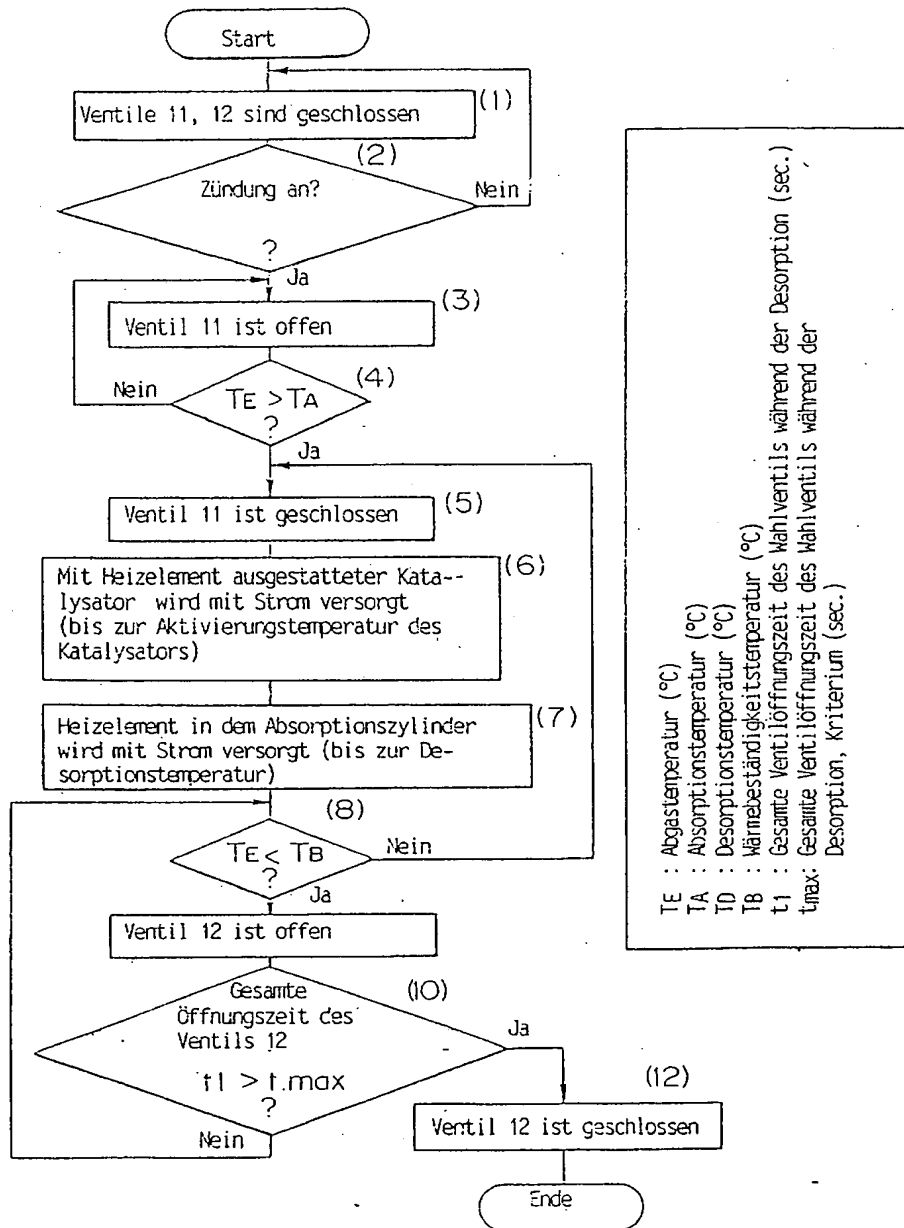 Start
Ventile 11, 12 sind geschlossen
(1)
(2)
Zündung an?
?
Nein
Ja
(3)
Ventil 11 ist offen
(4)
Nein
TE > TA
?
Ja
Ventil 11 ist geschlossen
(5)
Mit Heizelement ausgestatteter Kata--
lysator wird mit Strom versorgt
(bis zur Aktivierungstemperatur des
Katalysators)
(6)
Heizelement in dem Absorptionszylinder
wird mit Strom versorgt (bis zur De-
sorptionstemperatur)
(7)
(8)
TE < TB
?
Nein
Ja
Ventil 12 ist offen
(10)
Gesamte
Öffnungszeit des
Ventils 12
t1 > t.max
?
Ja
Nein
(12)
Ventil 12 ist geschlossen
Ende
TE : Abgastemperatur (°C)
TA : Absorptionstemperatur (°C)
TD : Desorptionstemperatur (°C)
TB : Wärmebeständigkeitstemperatur (°C)
t1 : Gesamte Ventilöffnungszeit des Wahlventils während der Desorption (sec.)
tmax: Gesamte Ventilöffnungszeit des Wahlventils während der
Desorption, Kriterium (sec.)